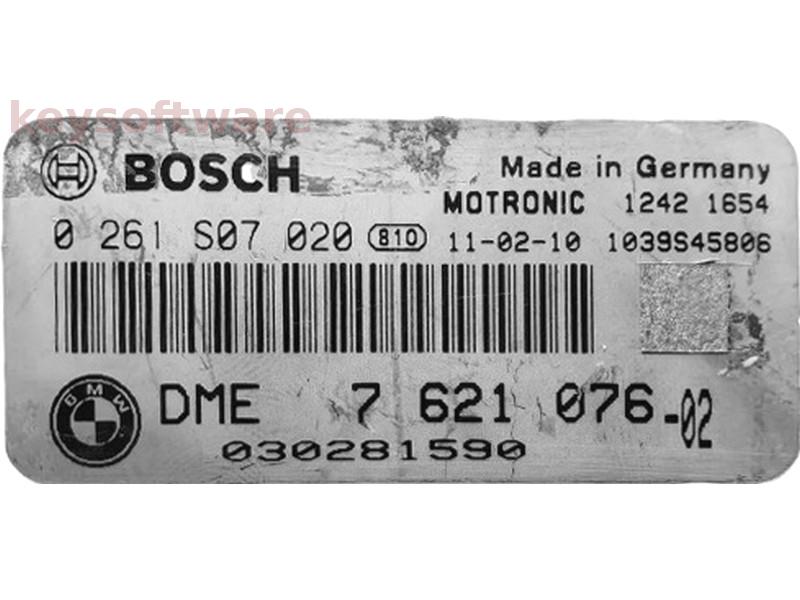 keysoftware
BOSCH Made in Germany
MOTRONIC 1242 1654
0 261 S07 020 810 11-02-10 1039S45806
BMW DME 7 621 076-02
030281590